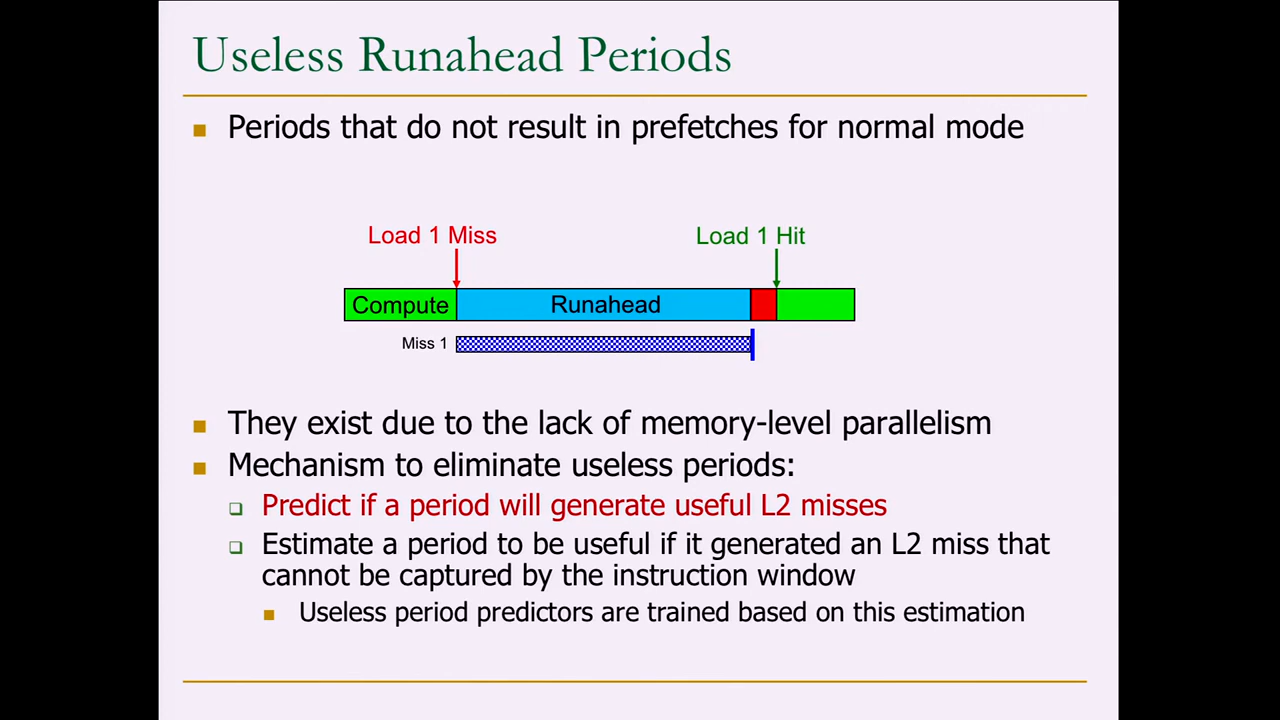 Useless Runahead Periods
Periods that do not result in prefetches for normal mode
Load 1 Miss
Load 1 Hit
Compute
Runahead
Miss 1
They exist due to the lack of memory-level parallelism
Mechanism to eliminate useless periods:
Predict if a period will generate useful L2 misses
Estimate a period to be useful if it generated an L2 miss that
cannot be captured by the instruction window
Useless period predictors are trained based on this estimation